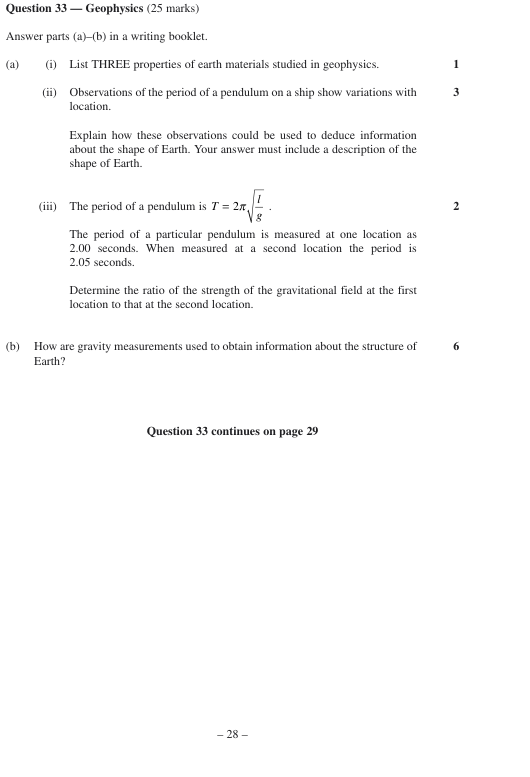 Question 33 — Geophysics (25 marks)
Answer parts (a)–(b) in a writing booklet.
(a) (i) List THREE properties of earth materials studied in geophysics. 1
(ii) Observations of the period of a pendulum on a ship show variations with 3
location.
Explain how these observations could be used to deduce information
about the shape of Earth. Your answer must include a description of the
shape of Earth.
(iii) The period of a pendulum is T = 2π√(l/g) . 2
The period of a particular pendulum is measured at one location as
2.00 seconds. When measured at a second location the period is
2.05 seconds.
Determine the ratio of the strength of the gravitational field at the first
location to that at the second location.
(b) How are gravity measurements used to obtain information about the structure of 6
Earth?
Question 33 continues on page 29
– 28 –